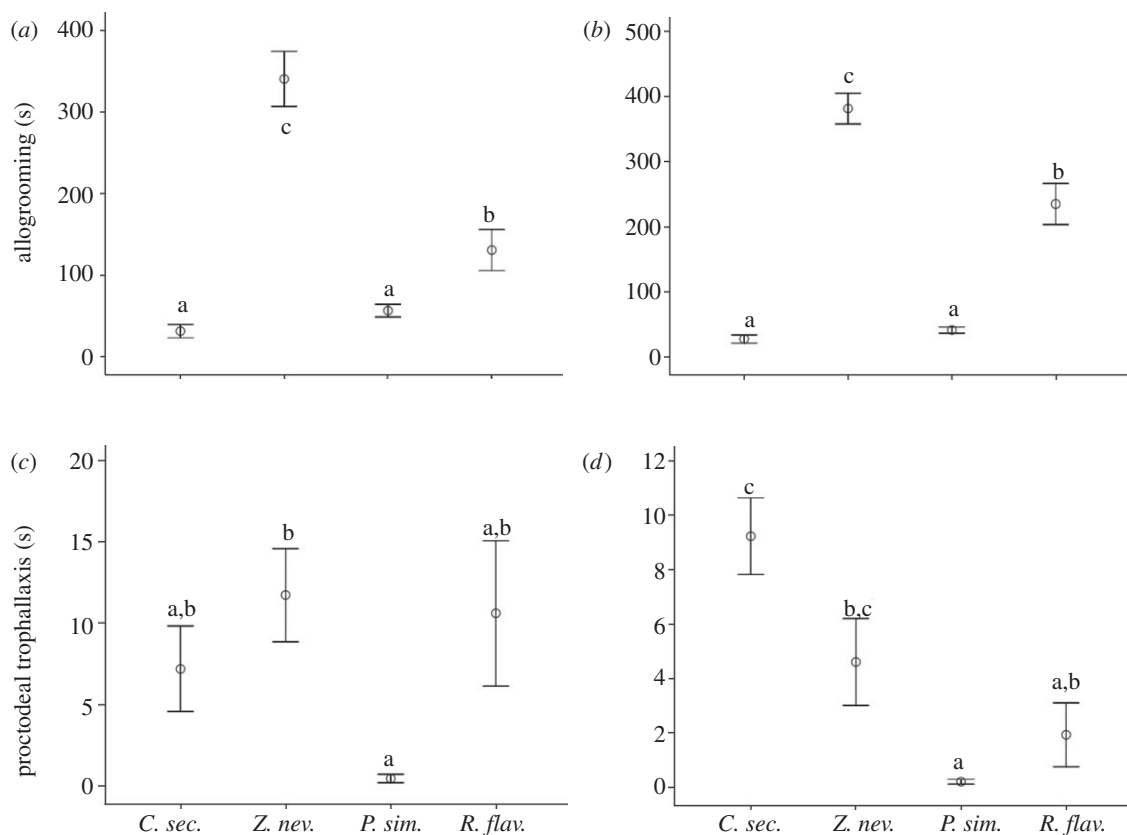 (a)
400
300
200
100
0
allogrooming (s)
a
c
a
b
(b)
500
400
300
200
100
0
a
c
a
b
(c)
20
15
10
5
0
proctodeal trophallaxis (s)
a,b
b
a
a,b
C. sec.
Z. nev.
P. sim.
R. flav.
(d)
12
10
8
6
4
2
0
c
b,c
a
a,b
C. sec.
Z. nev.
P. sim.
R. flav.